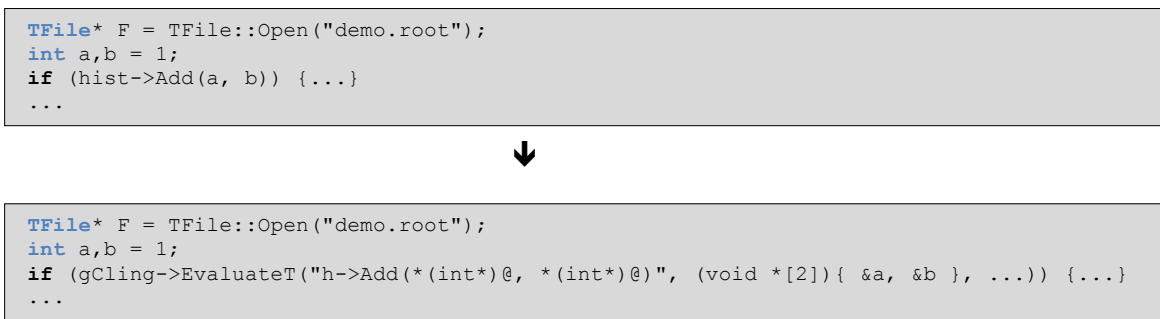 TFile* F = TFile::Open("demo.root");
int a,b = 1;
if (hist->Add(a, b)) {...}
...
TFile* F = TFile::Open("demo.root");
int a,b = 1;
if (gCling->EvaluateT("h->Add(*(int*)@, *(int*)@)", (void *[2]){ &a, &b }, ...)) {...}
...